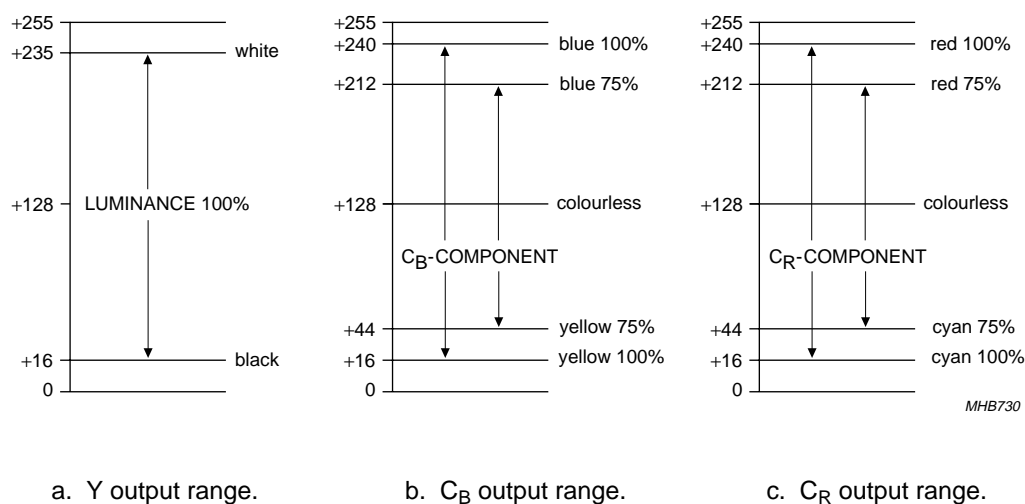 +255
+235
white
+128
LUMINANCE 100%
+16
black
0
+255
+240
blue 100%
+212
blue 75%
+128
colourless
CB-COMPONENT
+44
yellow 75%
+16
yellow 100%
0
+255
+240
red 100%
+212
red 75%
+128
colourless
CR-COMPONENT
+44
cyan 75%
+16
cyan 100%
0
MHB730
a. Y output range.
b. CB output range.
c. CR output range.